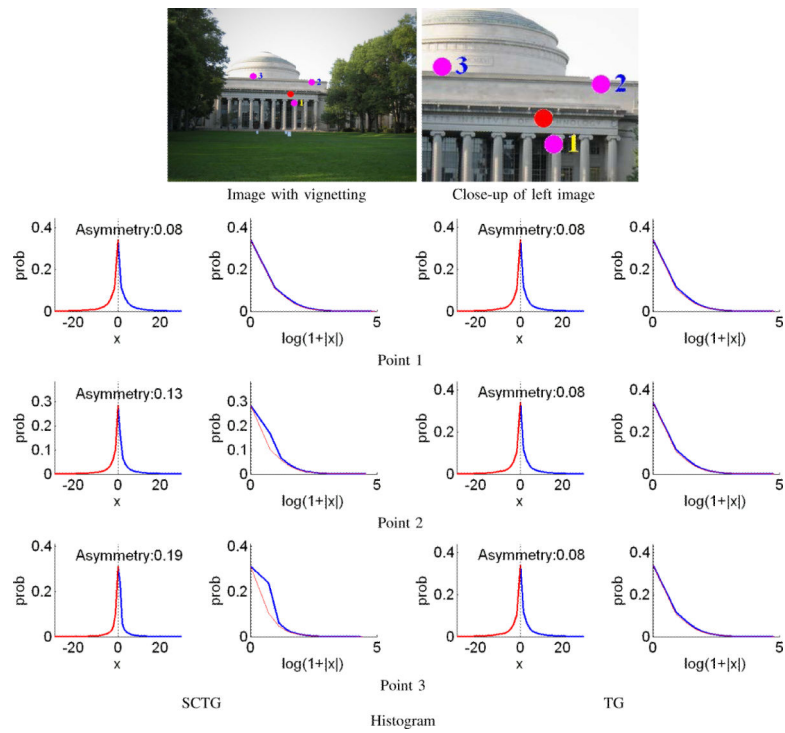 3
2
1
3
2
1
Image with vignetting
Close-up of left image
0.4
0.2
0
prob
Asymmetry:0.08
-20
0
20
x
0.4
0.2
0
prob
0
5
log(1+|x|)
0.4
0.2
0
prob
Asymmetry:0.08
-20
0
20
x
0.4
0.2
0
prob
0
5
log(1+|x|)
Point 1
0.3
0.2
0.1
0
prob
Asymmetry:0.13
-20
0
20
x
0.3
0.2
0.1
0
prob
0
5
log(1+|x|)
0.4
0.2
0
prob
Asymmetry:0.08
-20
0
20
x
0.4
0.2
0
prob
0
5
log(1+|x|)
Point 2
0.4
0.2
0
prob
Asymmetry:0.19
-20
0
20
x
0.4
0.2
0
prob
0
5
log(1+|x|)
0.4
0.2
0
prob
Asymmetry:0.08
-20
0
20
x
0.4
0.2
0
prob
0
5
log(1+|x|)
Point 3
SCTG
TG
Histogram